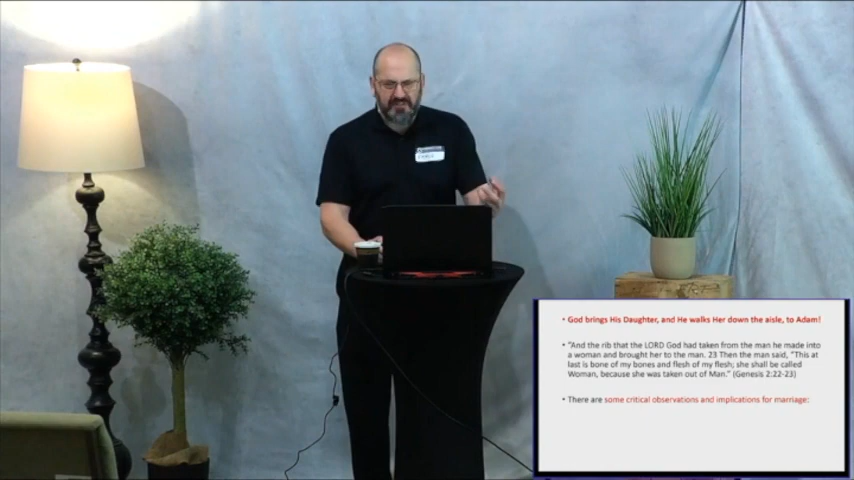 • God brings His Daughter, and He walks Her down the aisle, to Adam!
• "And the rib that the LORD God had taken from the man he made into
a woman and brought her to the man. 23 Then the man said, "This at
last is bone of my bones and flesh of my flesh; she shall be called
Woman, because she was taken out of Man." (Genesis 2:22-23)
• There are some critical observations and implications for marriage: